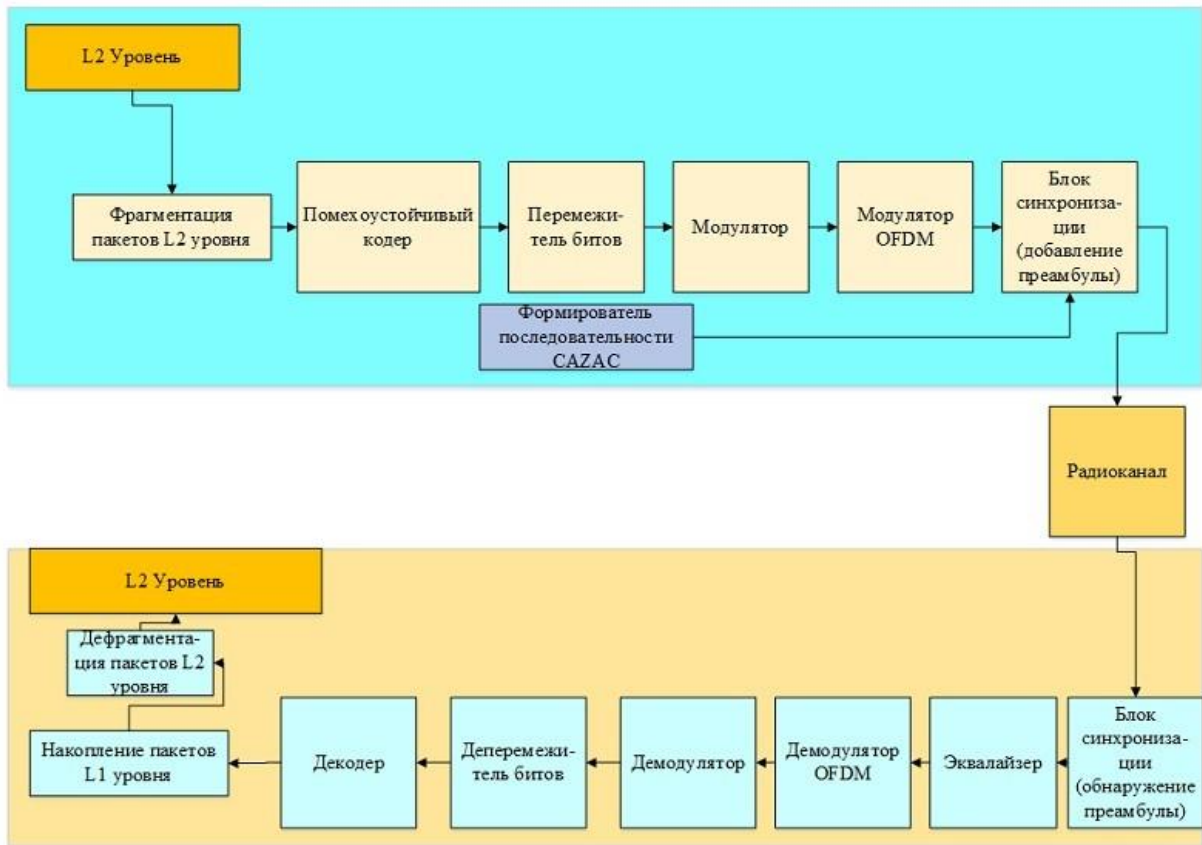 L2 Уровень
Фрагментация
пакетов L2 уровня
Помехоустойчивый
кодер
Перемежи-
тель битов
Модулятор
Модулятор
OFDM
Блок
синхрониза-
ции
(добавление
преамбулы)
Формирователь
последовательности
CAZAC
Радиоканал
L2 Уровень
Дефрагмента-
ция пакетов L2
уровня
Накопление пакетов
L1 уровня
Декодер
Деперемежи-
тель битов
Демодулятор
Демодулятор
OFDM
Эквалайзер
Блок
синхрониза-
ции
(обнаружение
преамбулы)